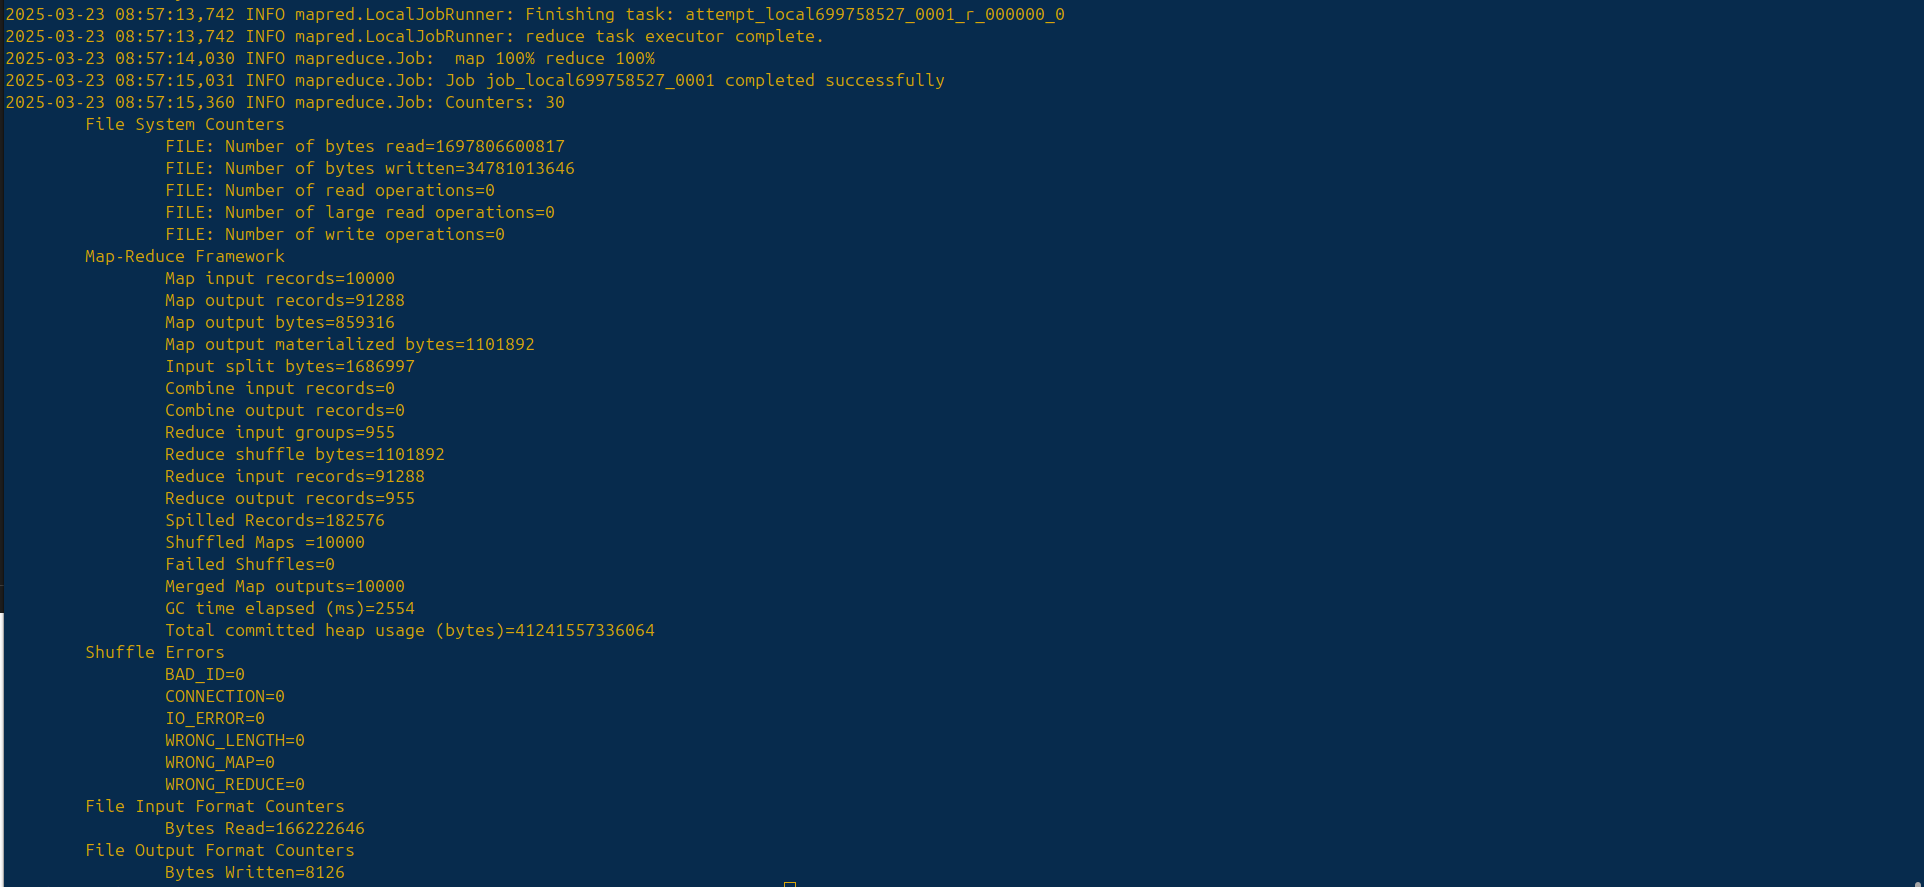 2025-03-23 08:57:13,742 INFO mapred.LocalJobRunner: Finishing task: attempt_local699758527_0001_r_000000_0
2025-03-23 08:57:13,742 INFO mapred.LocalJobRunner: reduce task executor complete.
2025-03-23 08:57:14,030 INFO mapreduce.Job:  map 100% reduce 100%
2025-03-23 08:57:15,031 INFO mapreduce.Job: Job job_local699758527_0001 completed successfully
2025-03-23 08:57:15,360 INFO mapreduce.Job: Counters: 30
File System Counters
FILE: Number of bytes read=1697806600817
FILE: Number of bytes written=34781013646
FILE: Number of read operations=0
FILE: Number of large read operations=0
FILE: Number of write operations=0
Map-Reduce Framework
Map input records=10000
Map output records=91288
Map output bytes=859316
Map output materialized bytes=1101892
Input split bytes=1686997
Combine input records=0
Combine output records=0
Reduce input groups=955
Reduce shuffle bytes=1101892
Reduce input records=91288
Reduce output records=955
Spilled Records=182576
Shuffled Maps =10000
Failed Shuffles=0
Merged Map outputs=10000
GC time elapsed (ms)=2554
Total committed heap usage (bytes)=41241557336064
Shuffle Errors
BAD_ID=0
CONNECTION=0
IO_ERROR=0
WRONG_LENGTH=0
WRONG_MAP=0
WRONG_REDUCE=0
File Input Format Counters
Bytes Read=166222646
File Output Format Counters
Bytes Written=8126